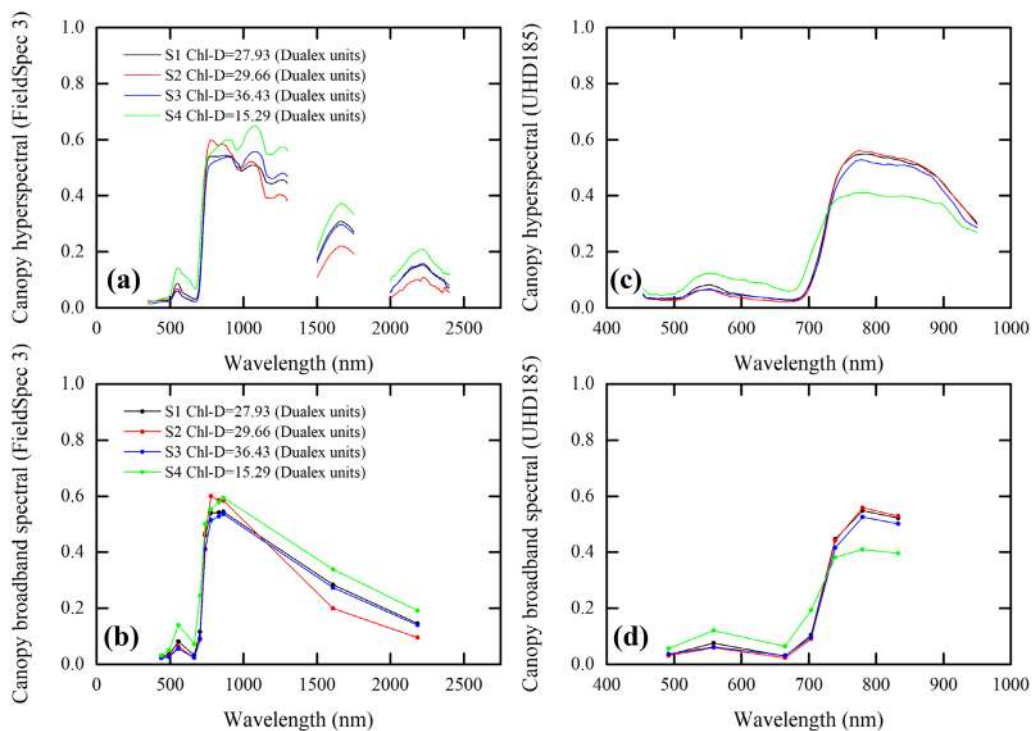 Canopy hyperspectral (FieldSpec 3)
1.0
0.8
0.6
0.4
0.2
0.0
S1 Chl-D=27.93 (Dualex units)
S2 Chl-D=29.66 (Dualex units)
S3 Chl-D=36.43 (Dualex units)
S4 Chl-D=15.29 (Dualex units)
(a)
0 500 1000 1500 2000 2500
Wavelength (nm)
Canopy hyperspectral (UHD185)
1.0
0.8
0.6
0.4
0.2
0.0
(c)
400 500 600 700 800 900 1000
Wavelength (nm)
Canopy broadband spectral (FieldSpec 3)
1.0
0.8
0.6
0.4
0.2
0.0
S1 Chl-D=27.93 (Dualex units)
S2 Chl-D=29.66 (Dualex units)
S3 Chl-D=36.43 (Dualex units)
S4 Chl-D=15.29 (Dualex units)
(b)
0 500 1000 1500 2000 2500
Wavelength (nm)
Canopy broadband spectral (UHD185)
1.0
0.8
0.6
0.4
0.2
0.0
(d)
400 500 600 700 800 900 1000
Wavelength (nm)